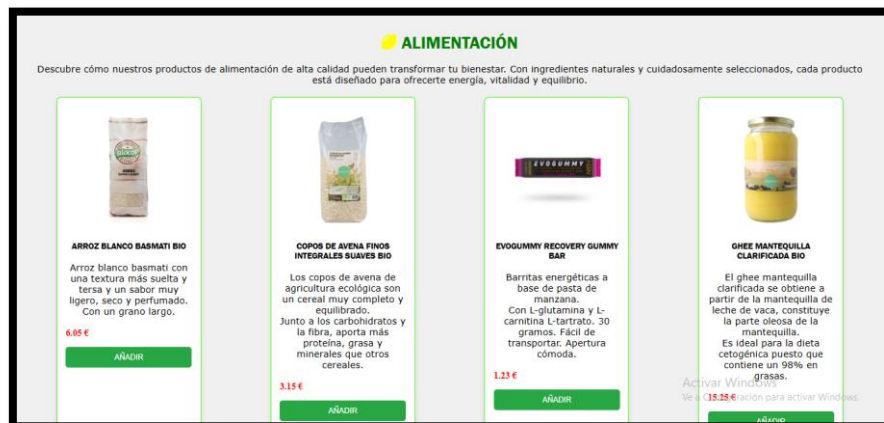 ALIMENTACIÓN
Descubre cómo nuestros productos de alimentación de alta calidad pueden transformar tu bienestar. Con ingredientes naturales y cuidadosamente seleccionados, cada producto
está diseñado para ofrecerte energía, vitalidad y equilibrio.
ARROZ BLANCO BASMATI BIO
Arroz blanco basmati con
una textura más suelta y
tersa y un sabor muy
ligero, seco y perfumado.
Con un grano largo.
6.05 €
AÑADIR
COPOS DE AVENA FINOS
INTEGRALES SUAVES BIO
Los copos de avena de
agricultura ecológica son
un cereal muy completo y
equilibrado.
Junto a los carbohidratos y
la fibra, aporta más
proteína, grasa y
minerales que otros
cereales.
3.15 €
AÑADIR
EVOGUMMY
EVOGUMMY RECOVERY GUMMY
BAR
Barritas energéticas a
base de pasta de
manzana.
Con L-glutamina y L-
carnitina L-tartrato. 30
gramos. Fácil de
transportar. Apertura
cómoda.
1.23 €
AÑADIR
GHEE MANTEQUILLA
CLARIFICADA BIO
El ghee mantequilla
clarificada se obtiene a
partir de la mantequilla de
leche de vaca, constituye
la parte oleosa de la
mantequilla.
Es ideal para la dieta
cetogénica puesto que
contiene un 98% en
grasas.
15.25 €
AÑADIR
Activar Windows
Ve a Configuración para activar Windows.